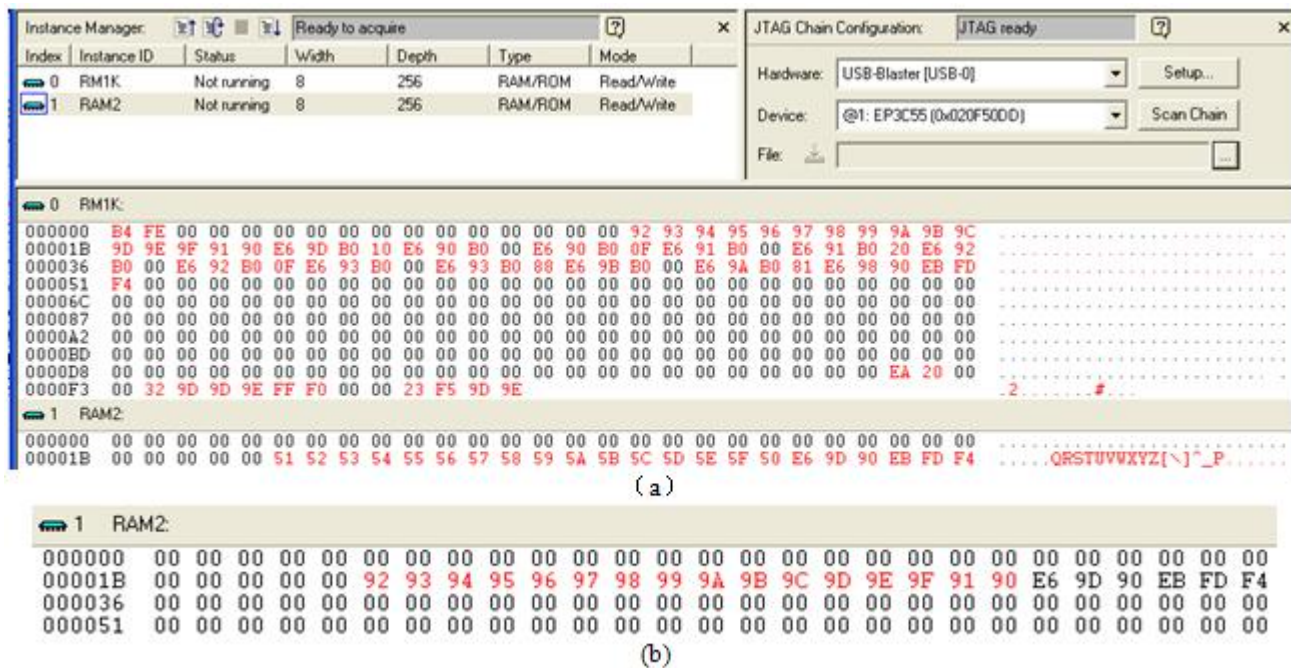 Instance Manager: Ready to acquire
Index Instance ID Status Width Depth Type Mode
0 RM1K Not running 8 256 RAM/ROM Read/Write
1 RAM2 Not running 8 256 RAM/ROM Read/Write
JTAG Chain Configuration: JTAG ready
Hardware: USB-Blaster [USB-0] Setup...
Device: @1: EP3C55 (0x020F50DD) Scan Chain
File: ...
0 RM1K:
000000 B4 FE 00 00 00 00 00 00 00 00 00 00 00 00 00 00 92 93 94 95 96 97 98 99 9A 9B 9C ...........................
00001B 9D 9E 9F 91 90 E6 9D B0 10 E6 90 B0 00 E6 90 B0 0F E6 91 B0 00 E6 91 B0 20 E6 92 ........................ ..
000036 B0 00 E6 92 B0 0F E6 93 B0 00 E6 93 B0 88 E6 9B B0 00 E6 9A B0 81 E6 98 90 EB FD ...........................
000051 F4 00 00 00 00 00 00 00 00 00 00 00 00 00 00 00 00 00 00 00 00 00 00 00 00 00 00 ...........................
00006C 00 00 00 00 00 00 00 00 00 00 00 00 00 00 00 00 00 00 00 00 00 00 00 00 00 00 00 ...........................
000087 00 00 00 00 00 00 00 00 00 00 00 00 00 00 00 00 00 00 00 00 00 00 00 00 00 00 00 ...........................
0000A2 00 00 00 00 00 00 00 00 00 00 00 00 00 00 00 00 00 00 00 00 00 00 00 00 00 00 00 ...........................
0000BD 00 00 00 00 00 00 00 00 00 00 00 00 00 00 00 00 00 00 00 00 00 00 00 00 00 00 00 ...........................
0000D8 00 00 00 00 00 00 00 00 00 00 00 00 00 00 00 00 00 00 00 00 00 00 00 00 EA 20 00 ......................... .
0000F3 00 32 9D 9D 9E FF F0 00 00 23 F5 9D 9E .2.......#...
1 RAM2:
000000 00 00 00 00 00 00 00 00 00 00 00 00 00 00 00 00 00 00 00 00 00 00 00 00 00 00 00 ...........................
00001B 00 00 00 00 00 51 52 53 54 55 56 57 58 59 5A 5B 5C 5D 5E 5F 50 E6 9D 90 EB FD F4 .....QRSTUVWXYZ[\]^_P......
(a)
1 RAM2:
000000 00 00 00 00 00 00 00 00 00 00 00 00 00 00 00 00 00 00 00 00 00 00 00 00 00 00 00
00001B 00 00 00 00 00 92 93 94 95 96 97 98 99 9A 9B 9C 9D 9E 9F 91 90 E6 9D 90 EB FD F4
000036 00 00 00 00 00 00 00 00 00 00 00 00 00 00 00 00 00 00 00 00 00 00 00 00 00 00 00
000051 00 00 00 00 00 00 00 00 00 00 00 00 00 00 00 00 00 00 00 00 00 00 00 00 00 00 00
(b)